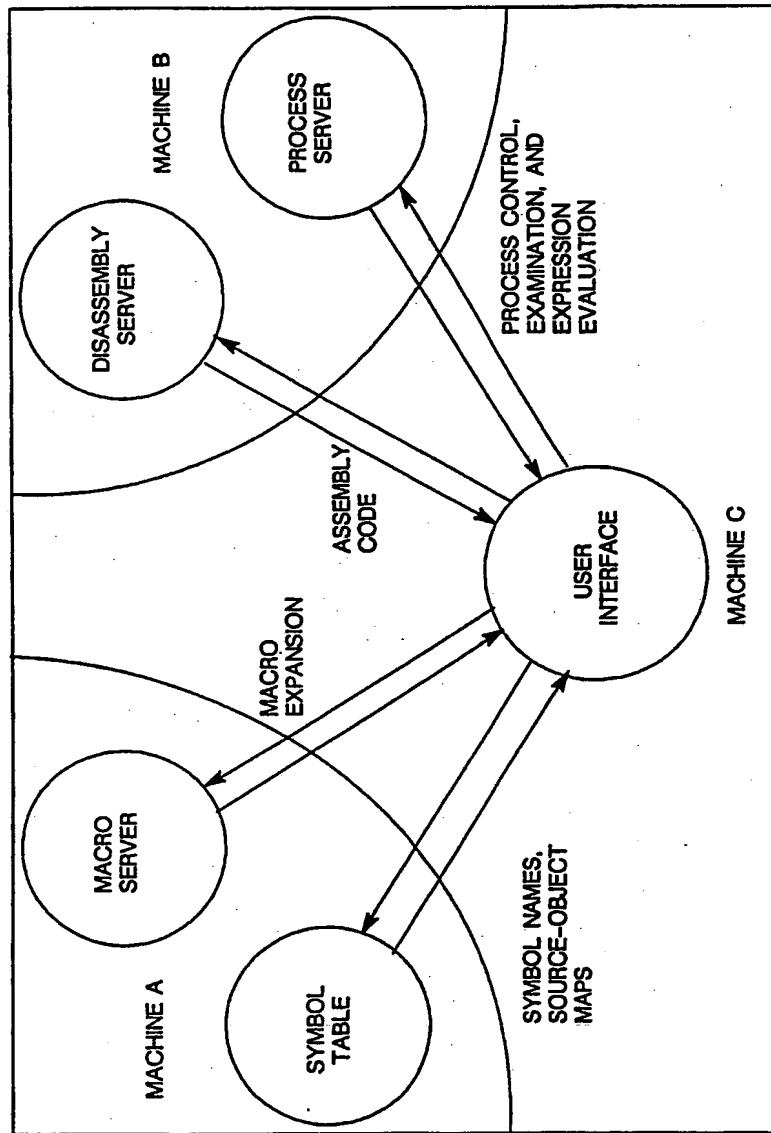 MACHINE A
MACRO
SERVER
SYMBOL
TABLE
MACRO
EXPANSION
SYMBOL NAMES,
SOURCE-OBJECT
MAPS
MACHINE B
DISASSEMBLY
SERVER
PROCESS
SERVER
ASSEMBLY
CODE
PROCESS CONTROL,
EXAMINATION, AND
EXPRESSION
EVALUATION
USER
INTERFACE
MACHINE C